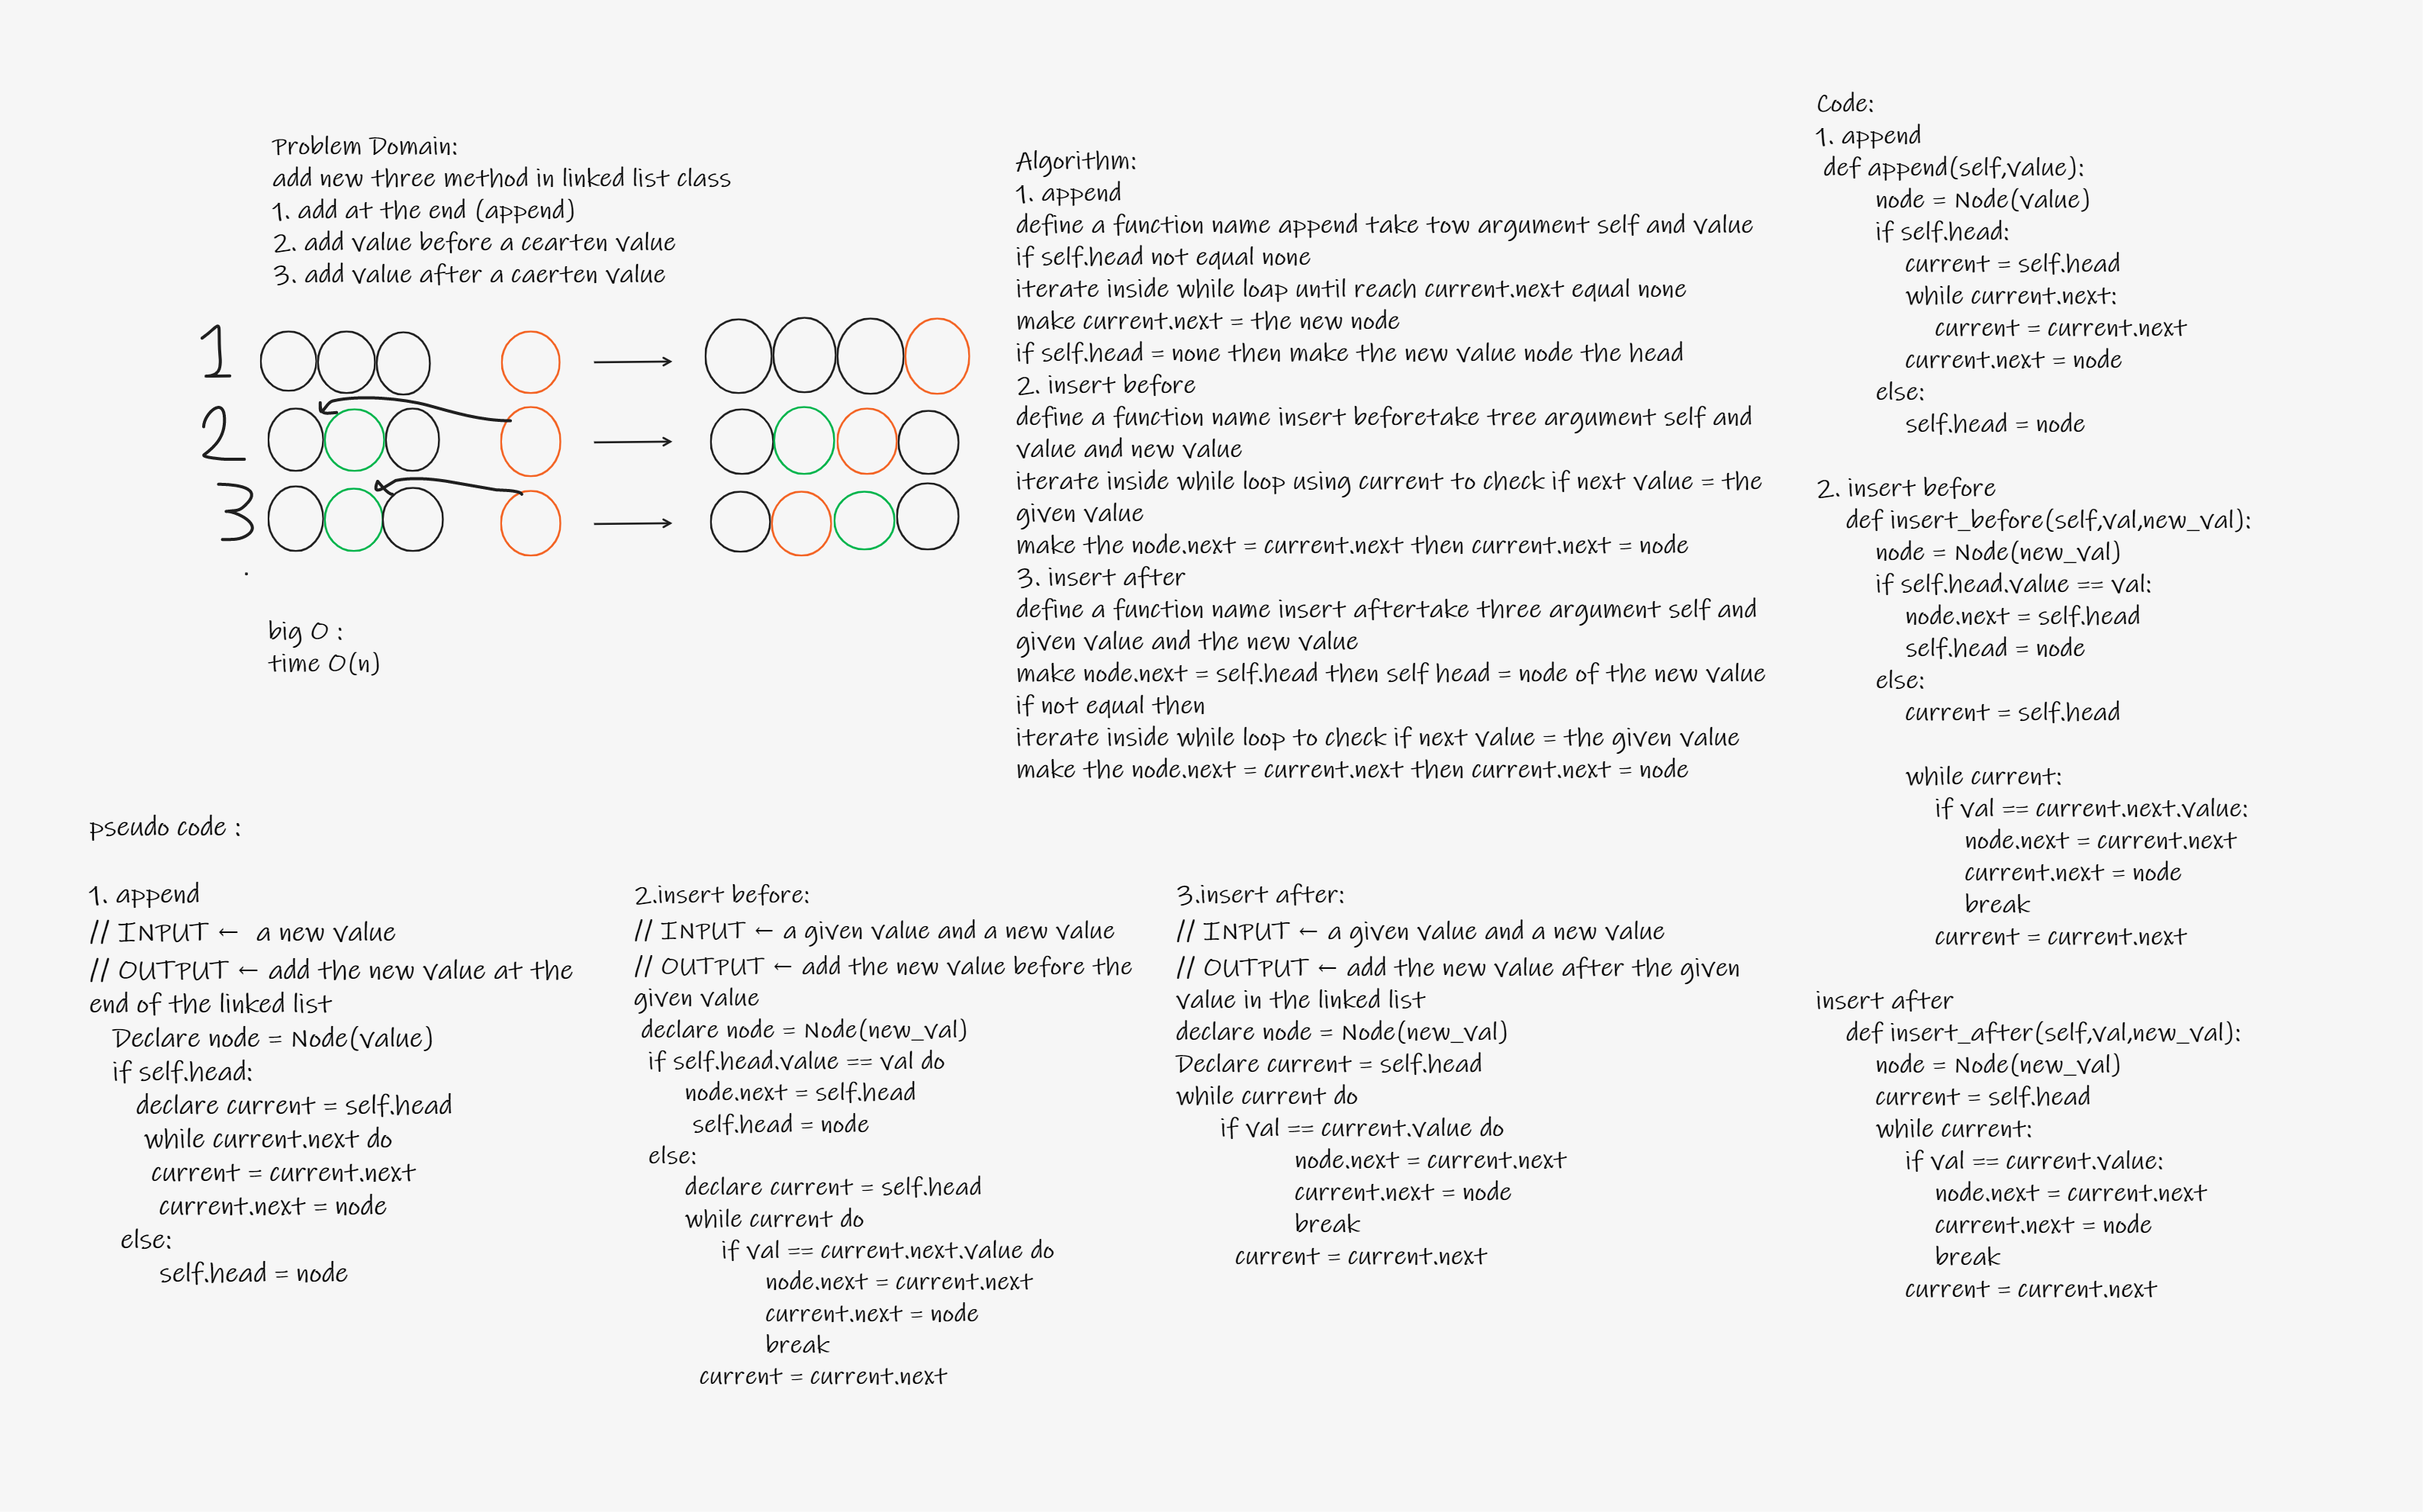 Problem Domain:
add new three method in linked list class
1. add at the end (append)
2. add value before a cearten value
3. add value after a caerten value
1
2
3
big O :
time O(n)
Algorithm:
1. append
define a function name append take tow argument self and value
if self.head not equal none
iterate inside while loap until reach current.next equal none
make current.next = the new node
if self.head = none then make the new value node the head
2. insert before
define a function name insert beforetake tree argument self and
value and new value
iterate inside while loop using current to check if next value = the
given value
make the node.next = current.next then current.next = node
3. insert after
define a function name insert aftertake three argument self and
given value and the new value
make node.next = self.head then self head = node of the new value
if not equal then
iterate inside while loop to check if next value = the given value
make the node.next = current.next then current.next = node
pseudo code :
1. append
// INPUT ← a new value
// OUTPUT ← add the new value at the
end of the linked list
Declare node = Node(value)
if self.head:
declare current = self.head
while current.next do
current = current.next
current.next = node
else:
self.head = node
2.insert before:
// INPUT ← a given value and a new value
// OUTPUT ← add the new value before the
given value
declare node = Node(new_val)
if self.head.value == val do
node.next = self.head
self.head = node
else:
declare current = self.head
while current do
if val == current.next.value do
node.next = current.next
current.next = node
break
current = current.next
3.insert after:
// INPUT ← a given value and a new value
// OUTPUT ← add the new value after the given
value in the linked list
declare node = Node(new_val)
Declare current = self.head
while current do
if val == current.value do
node.next = current.next
current.next = node
break
current = current.next
Code:
1. append
def append(self,value):
node = Node(value)
if self.head:
current = self.head
while current.next:
current = current.next
current.next = node
else:
self.head = node
2. insert before
def insert_before(self,val,new_val):
node = Node(new_val)
if self.head.value == val:
node.next = self.head
self.head = node
else:
current = self.head
while current:
if val == current.next.value:
node.next = current.next
current.next = node
break
current = current.next
insert after
def insert_after(self,val,new_val):
node = Node(new_val)
current = self.head
while current:
if val == current.value:
node.next = current.next
current.next = node
break
current = current.next